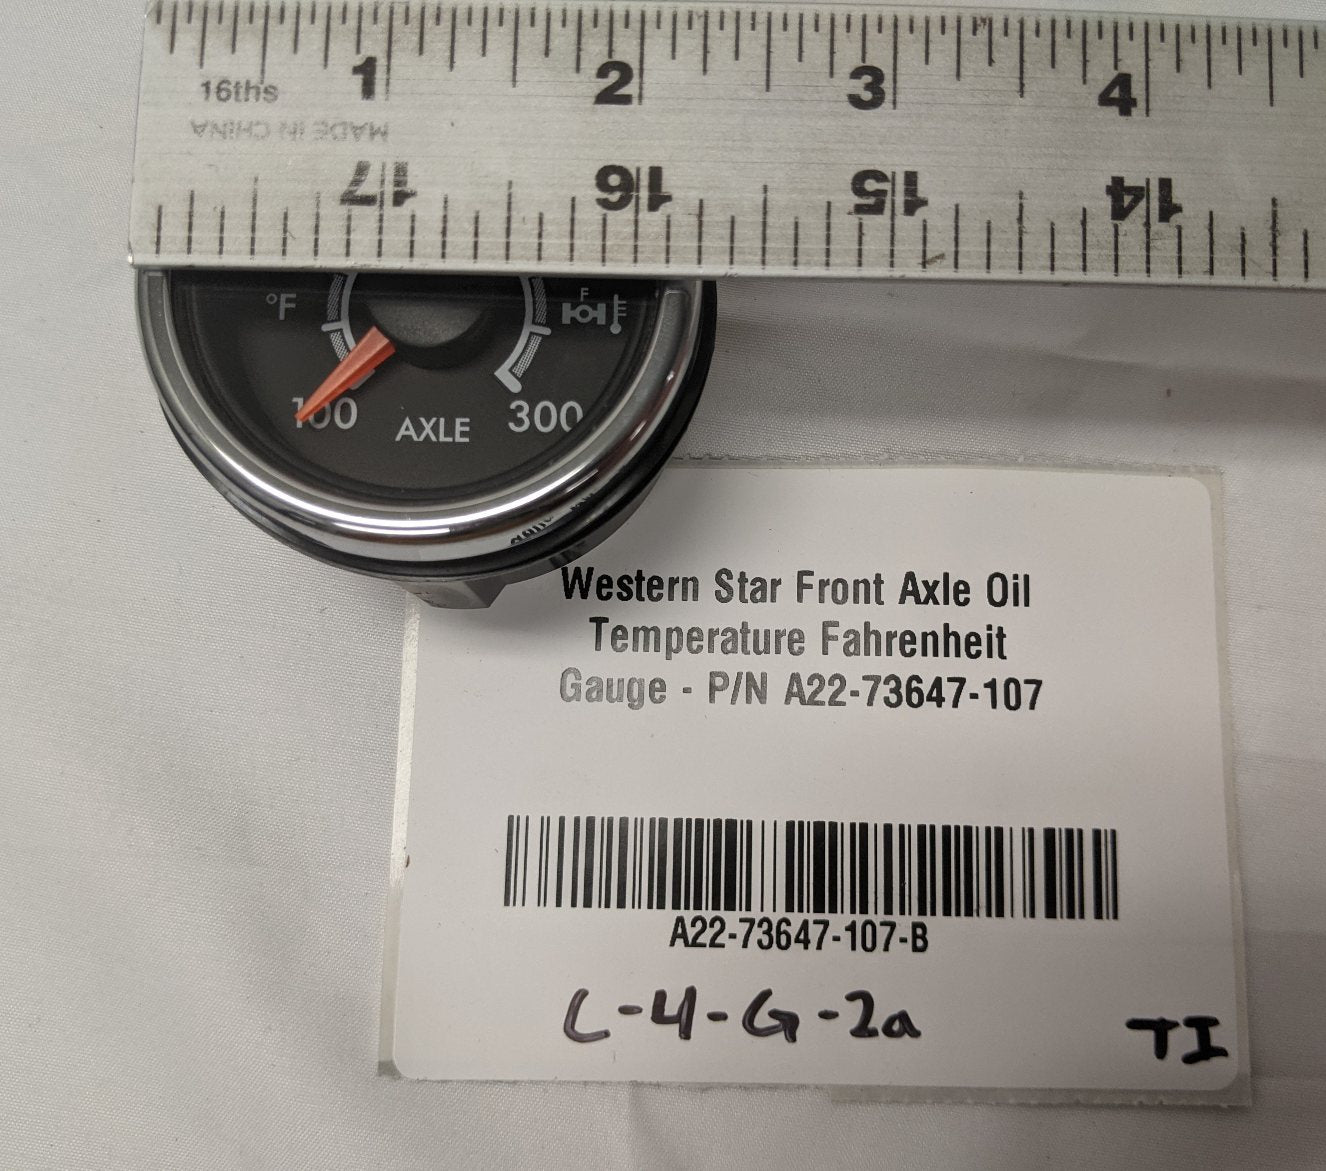 1 2 3 4
16ths
MADE IN CHINA
17 16 15 14
°F F
100 AXLE 300
Western Star Front Axle Oil
Temperature Fahrenheit
Gauge - P/N A22-73647-107
A22-73647-107-B
C-4-G-2a
TI